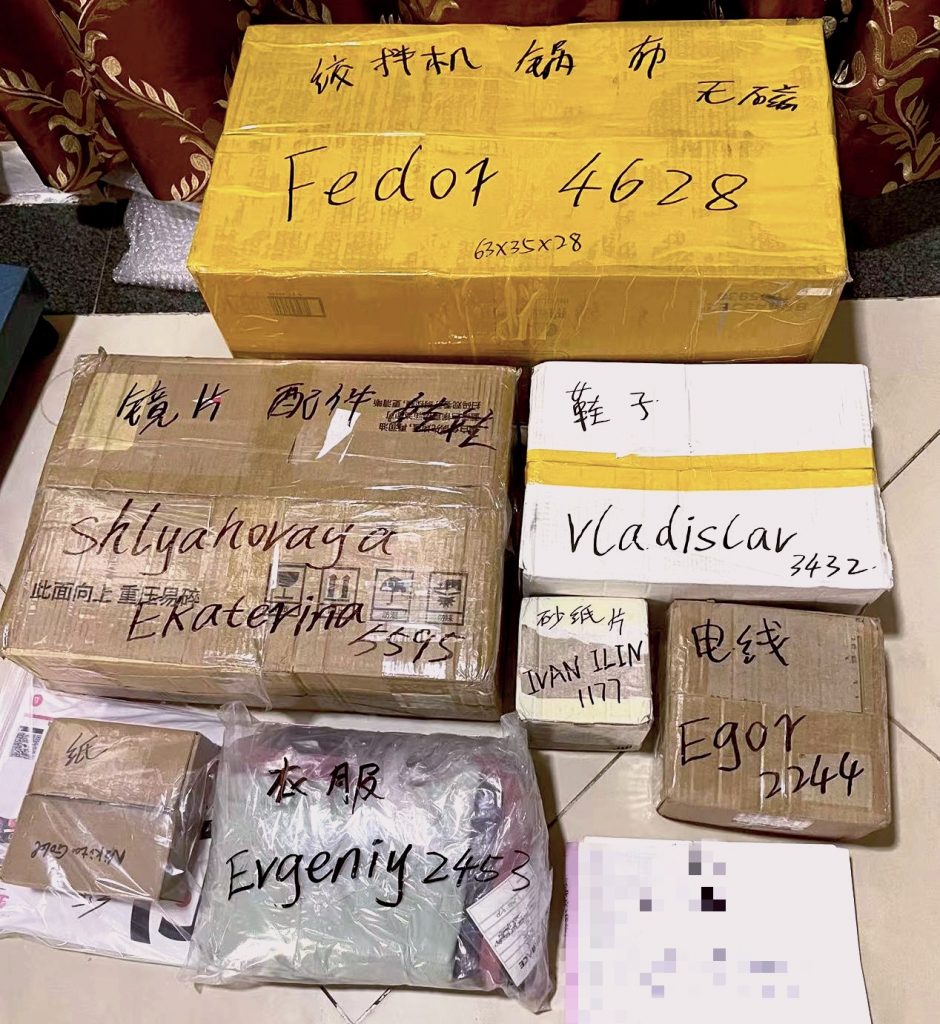 绞拌机 锅 布
无磁
Fedor 4628
63X35X28
镜片 配件
Shlyahovaya
此面向上 重压易碎
Ekaterina
5595
鞋子
Vladislav
3432
砂纸片
IVAN ILIN
1177
电线
Egor
2244
纸
Nikita
衣服
Evgeniy 2453